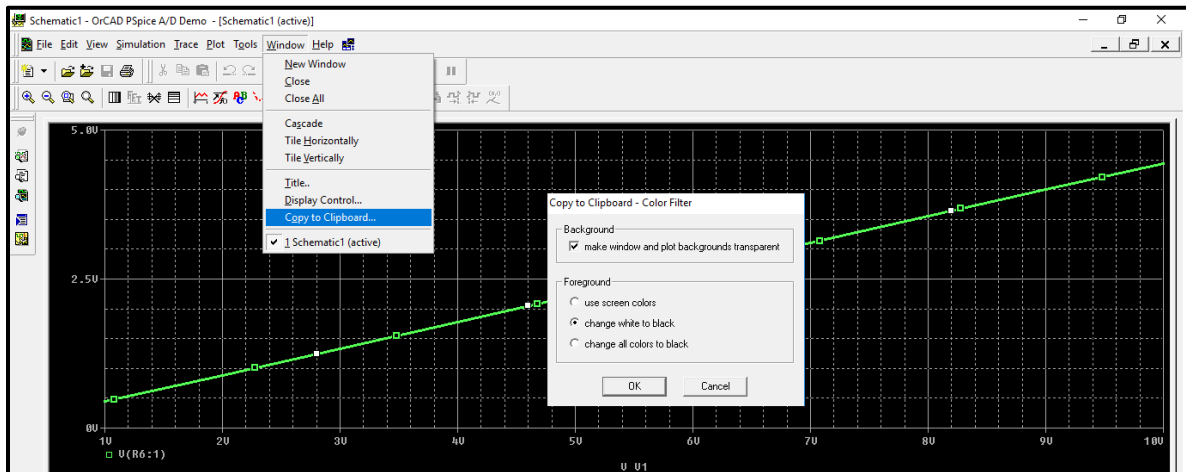 Schematic1 - OrCAD PSpice A/D Demo - [Schematic1 (active)]
File Edit View Simulation Trace Plot Tools Window Help
New Window
Close
Close All
Cascade
Tile Horizontally
Tile Vertically
Title..
Display Control...
Copy to Clipboard...
1 Schematic1 (active)
Copy to Clipboard - Color Filter
Background
make window and plot backgrounds transparent
Foreground
use screen colors
change white to black
change all colors to black
OK Cancel
5.0V
2.5V
0V
1V 2V 3V 4V 5V 6V 7V 8V 9V 10V
V(R6:1)
V_V1